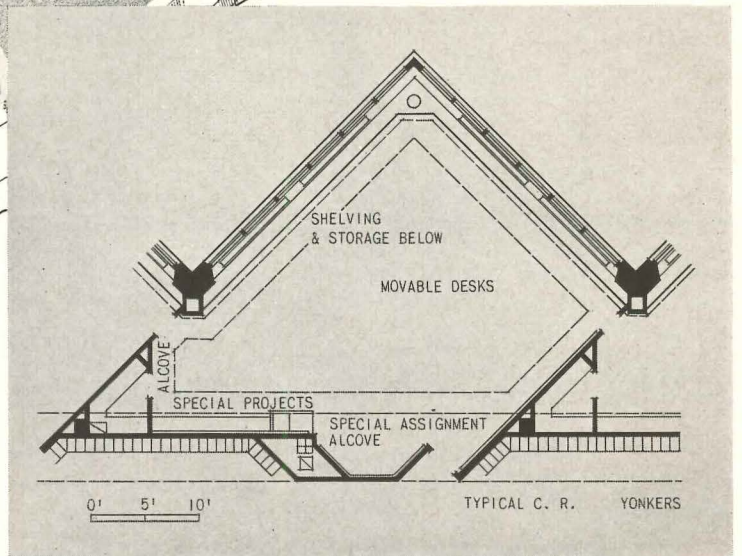 SHELVING
& STORAGE BELOW
MOVABLE DESKS
ALCOVE
SPECIAL PROJECTS
SPECIAL ASSIGNMENT
ALCOVE
0' 5' 10'
TYPICAL C. R. YONKERS